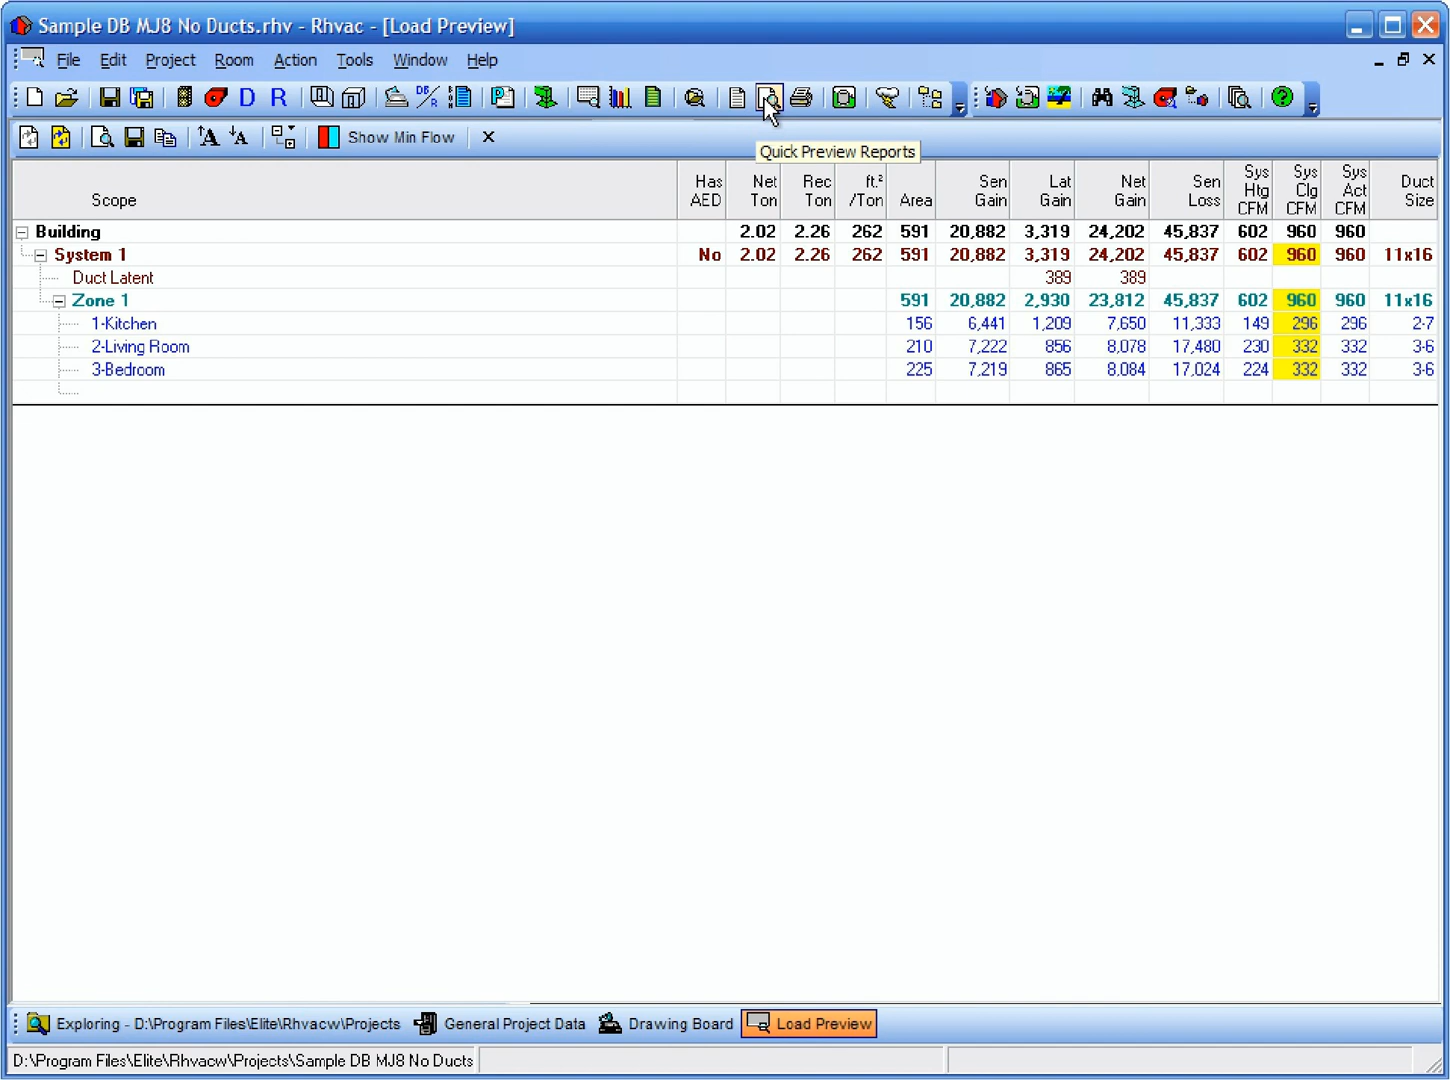 Sample DB MJ8 No Ducts.rhv - Rhvac - [Load Preview]
File Edit Project Room Action Tools Window Help
D R DB/R P
A A Show Min Flow
Quick Preview Reports
Scope Has AED Net Ton Rec Ton ft.² /Ton Area Sen Gain Lat Gain Net Gain Sen Loss Sys Htg CFM Sys Clg CFM Sys Act CFM Duct Size
Building 2.02 2.26 262 591 20,882 3,319 24,202 45,837 602 960 960
System 1 No 2.02 2.26 262 591 20,882 3,319 24,202 45,837 602 960 960 11x16
Duct Latent 389 389
Zone 1 591 20,882 2,930 23,812 45,837 602 960 960 11x16
1-Kitchen 156 6,441 1,209 7,650 11,333 149 296 296 2-7
2-Living Room 210 7,222 856 8,078 17,480 230 332 332 3-6
3-Bedroom 225 7,219 865 8,084 17,024 224 332 332 3-6
Exploring - D:\Program Files\Elite\Rhvacw\Projects General Project Data Drawing Board Load Preview
D:\Program Files\Elite\Rhvacw\Projects\Sample DB MJ8 No Ducts